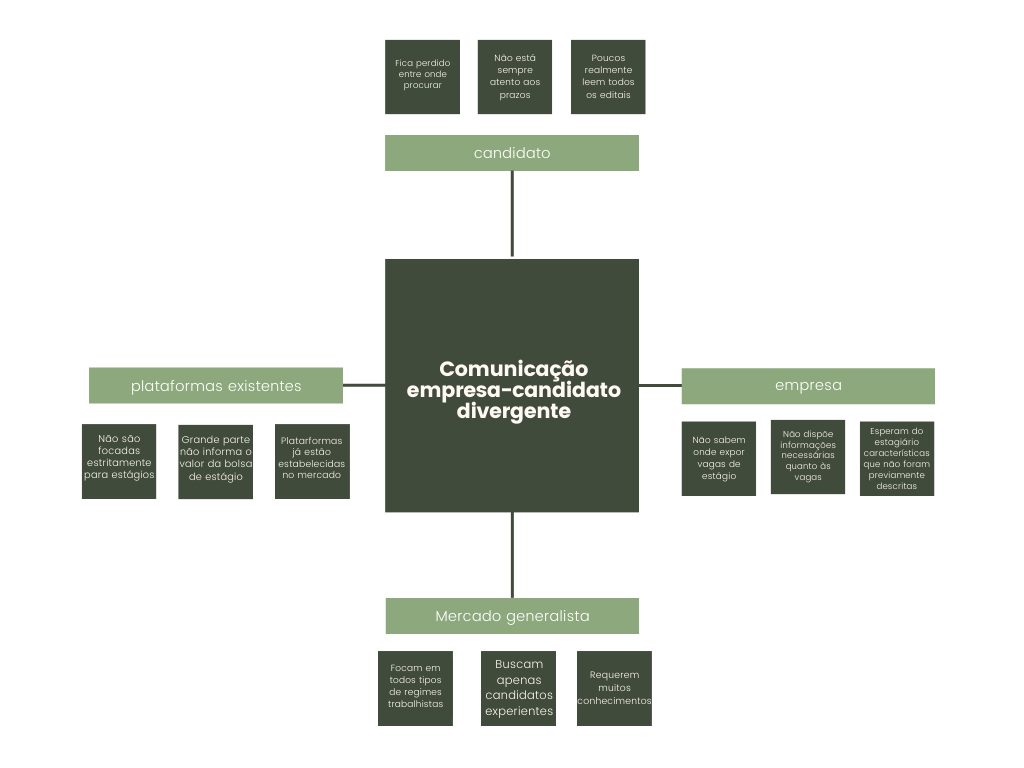 Fica perdido
entre onde
procurar
Não está
sempre
atento aos
prazos
Poucos
realmente
leem todos
os editais
candidato
Comunicação
empresa-candidato
divergente
plataformas existentes
Não são
focadas
estritamente
para estágios
Grande parte
não informa o
valor da bolsa
de estágio
Platarformas
já estão
estabelecidas
no mercado
empresa
Não sabem
onde expor
vagas de
estágio
Não dispõe
informações
necessárias
quanto às
vagas
Esperam do
estagiário
características
que não foram
previamente
descritas
Mercado generalista
Focam em
todos tipos
de regimes
trabalhistas
Buscam
apenas
candidatos
experientes
Requerem
muitos
conhecimentos